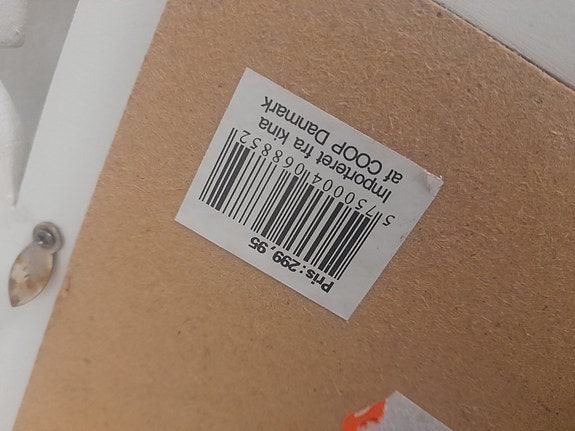 Pris: 299,95
5750004068852
Importeret fra kina
af COOP Danmark